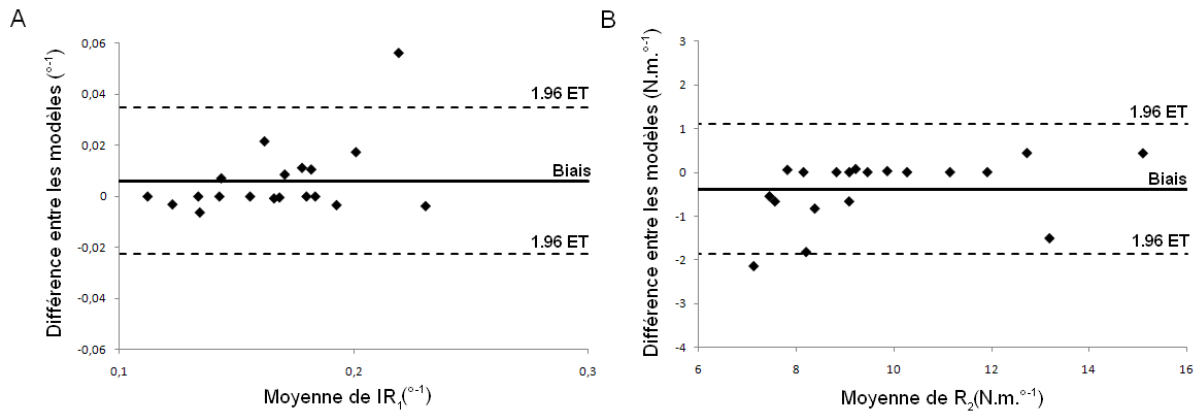 A
Différence entre les modèles (°-1)
0,06
0,04
0,02
0
-0,02
-0,04
-0,06
1.96 ET
Biais
1.96 ET
0,1
0,2
0,3
Moyenne de IR1(°-1)
B
Différence entre les modèles (N.m.°-1)
3
2
1
0
-1
-2
-3
-4
1.96 ET
Biais
1.96 ET
6
8
10
12
14
16
Moyenne de R2(N.m.°-1)